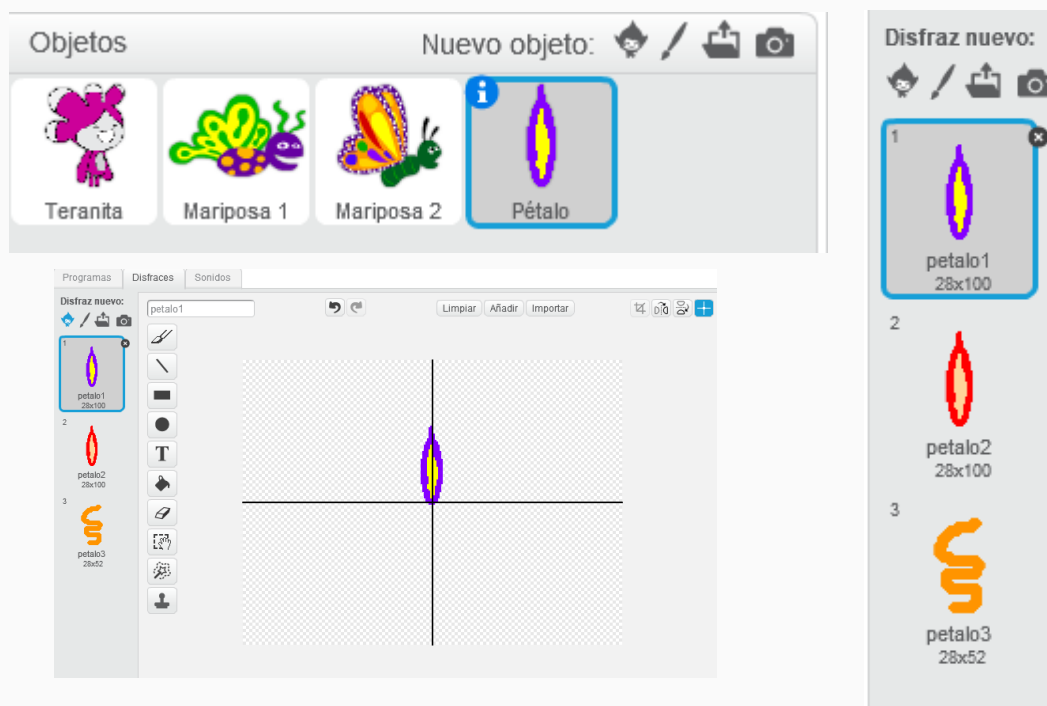 Objetos
Nuevo objeto:
Teranita
Mariposa 1
Mariposa 2
Pétalo
Programas
Disfraces
Sonidos
Disfraz nuevo:
petalo1
Limpiar
Añadir
Importar
1
petalo1
28x100
2
petalo2
28x100
3
petalo3
28x52
T
Disfraz nuevo:
1
petalo1
28x100
2
petalo2
28x100
3
petalo3
28x52